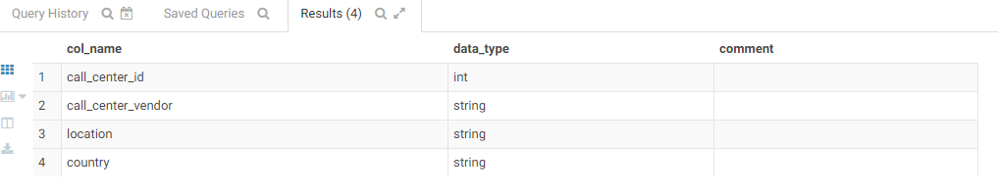 Query History Saved Queries Results (4)
col_name data_type comment
1 call_center_id int
2 call_center_vendor string
3 location string
4 country string